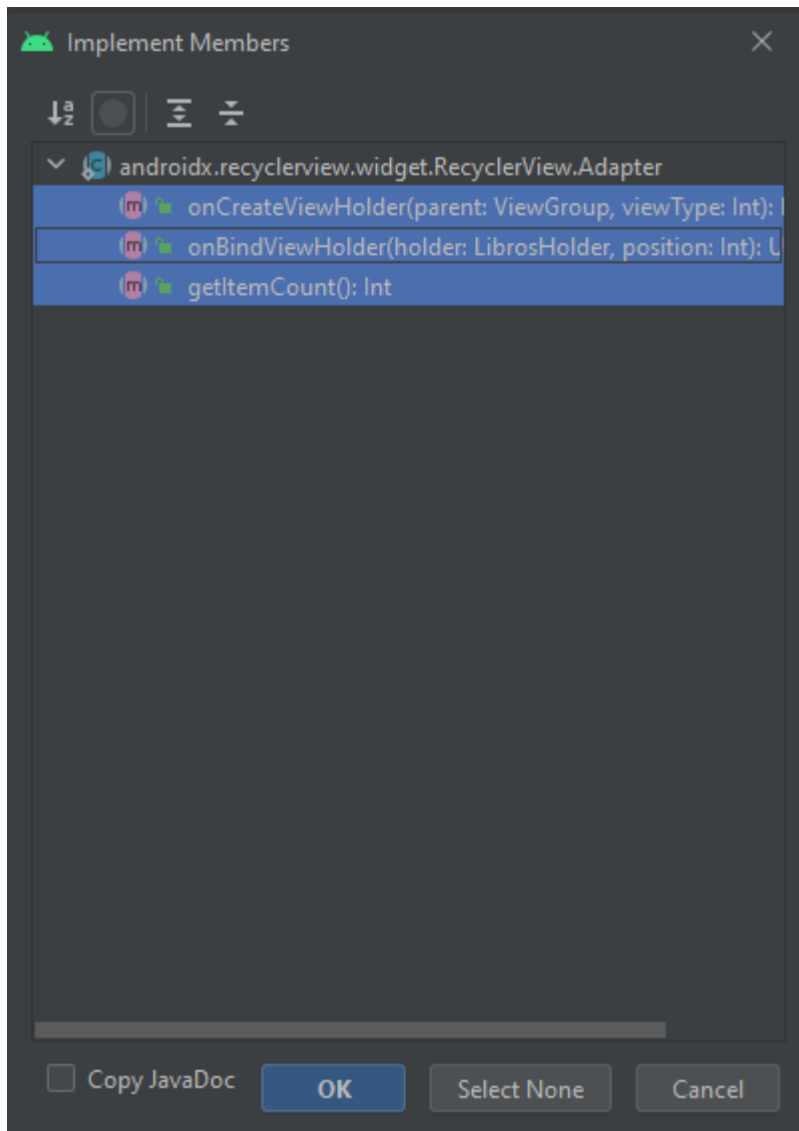 Implement Members
androidx.recyclerview.widget.RecyclerView.Adapter
onCreateViewHolder(parent: ViewGroup, viewType: Int):
onBindViewHolder(holder: LibrosHolder, position: Int): U
getItemCount(): Int
Copy JavaDoc
OK
Select None
Cancel